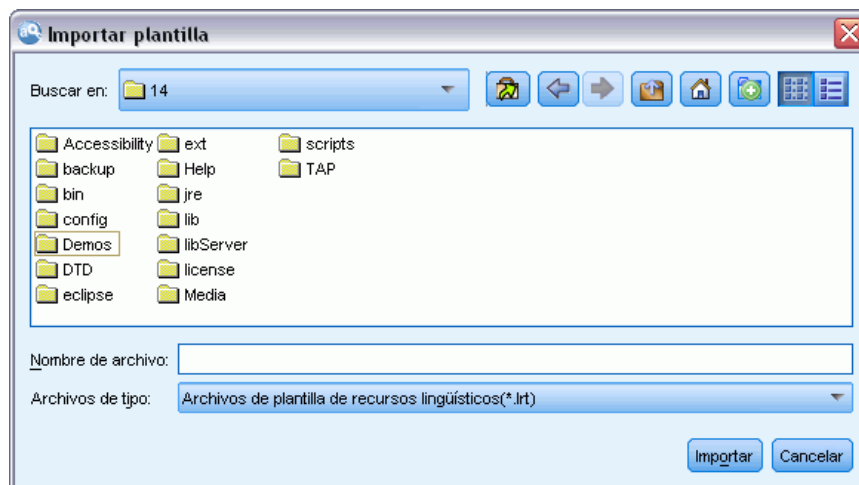 Importar plantilla
Buscar en: 14
Accessibility ext scripts
backup Help TAP
bin jre
config lib
Demos libServer
DTD license
eclipse Media
Nombre de archivo:
Archivos de tipo: Archivos de plantilla de recursos lingüísticos(*.lrt)
Importar Cancelar